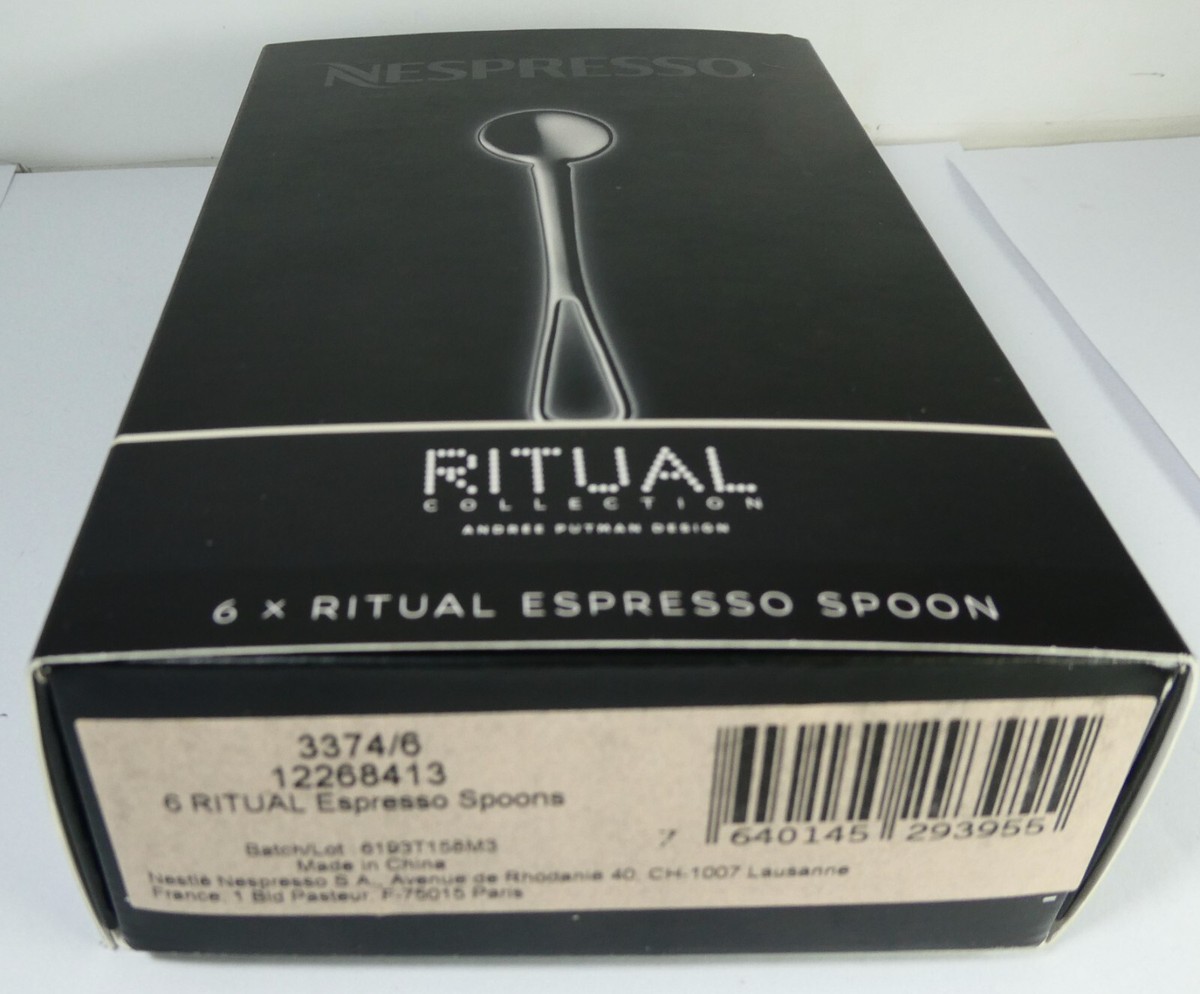 NESPRESSO
RITUAL
COLLECTION
ANDRÉE PUTMAN DESIGN
6 x RITUAL ESPRESSO SPOON
3374/6
12268413
6 RITUAL Espresso Spoons
Batch/Lot : 6193T158M3
Made in China
Nestlé Nespresso S.A., Avenue de Rhodanie 40, CH-1007 Lausanne
France: 1 Bld Pasteur, F-75015 Paris
7 640145 293955